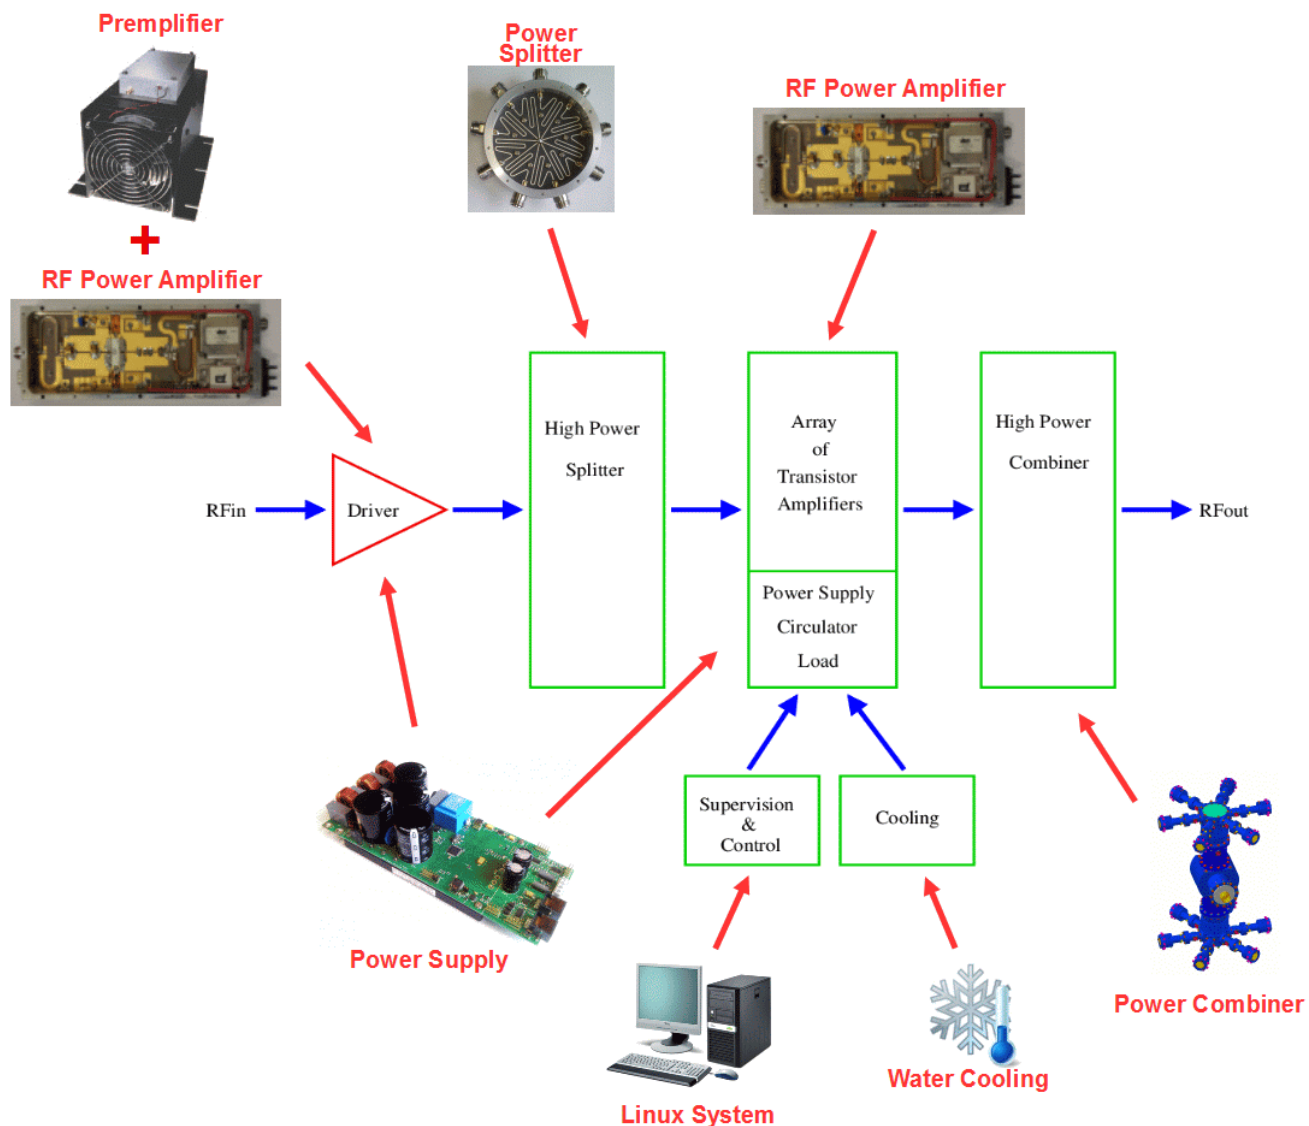 Premplifier
Power
Splitter
RF Power Amplifier
RF Power Amplifier
High Power
Splitter
Array
of
Transistor
Amplifiers
High Power
Combiner
RFin
Driver
RFout
Power Supply
Circulator
Load
Supervision
&
Control
Cooling
Power Supply
Power Combiner
Water Cooling
Linux System